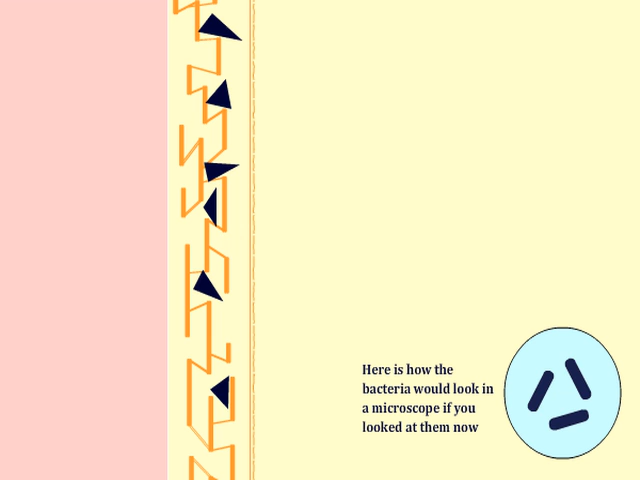 Here is how the
bacteria would look in
a microscope if you
looked at them now